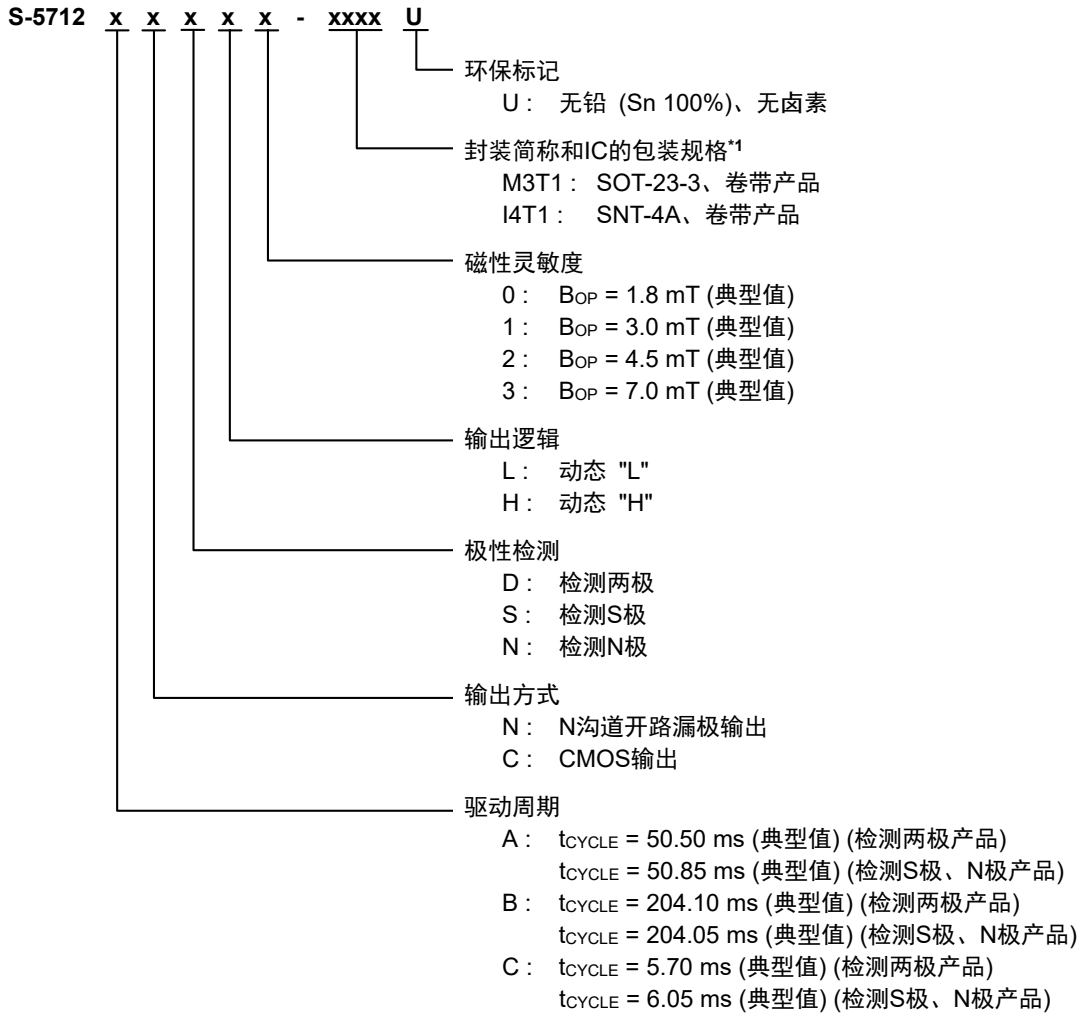 S-5712 x x x x x - xxxx U
环保标记
U : 无铅 (Sn 100%)、无卤素
封装简称和IC的包装规格*1
M3T1 : SOT-23-3、卷带产品
I4T1 : SNT-4A、卷带产品
磁性灵敏度
0 : BOP = 1.8 mT (典型值)
1 : BOP = 3.0 mT (典型值)
2 : BOP = 4.5 mT (典型值)
3 : BOP = 7.0 mT (典型值)
输出逻辑
L : 动态 "L"
H : 动态 "H"
极性检测
D : 检测两极
S : 检测S极
N : 检测N极
输出方式
N : N沟道开路漏极输出
C : CMOS输出
驱动周期
A : tCYCLE = 50.50 ms (典型值) (检测两极产品)
tCYCLE = 50.85 ms (典型值) (检测S极、N极产品)
B : tCYCLE = 204.10 ms (典型值) (检测两极产品)
tCYCLE = 204.05 ms (典型值) (检测S极、N极产品)
C : tCYCLE = 5.70 ms (典型值) (检测两极产品)
tCYCLE = 6.05 ms (典型值) (检测S极、N极产品)